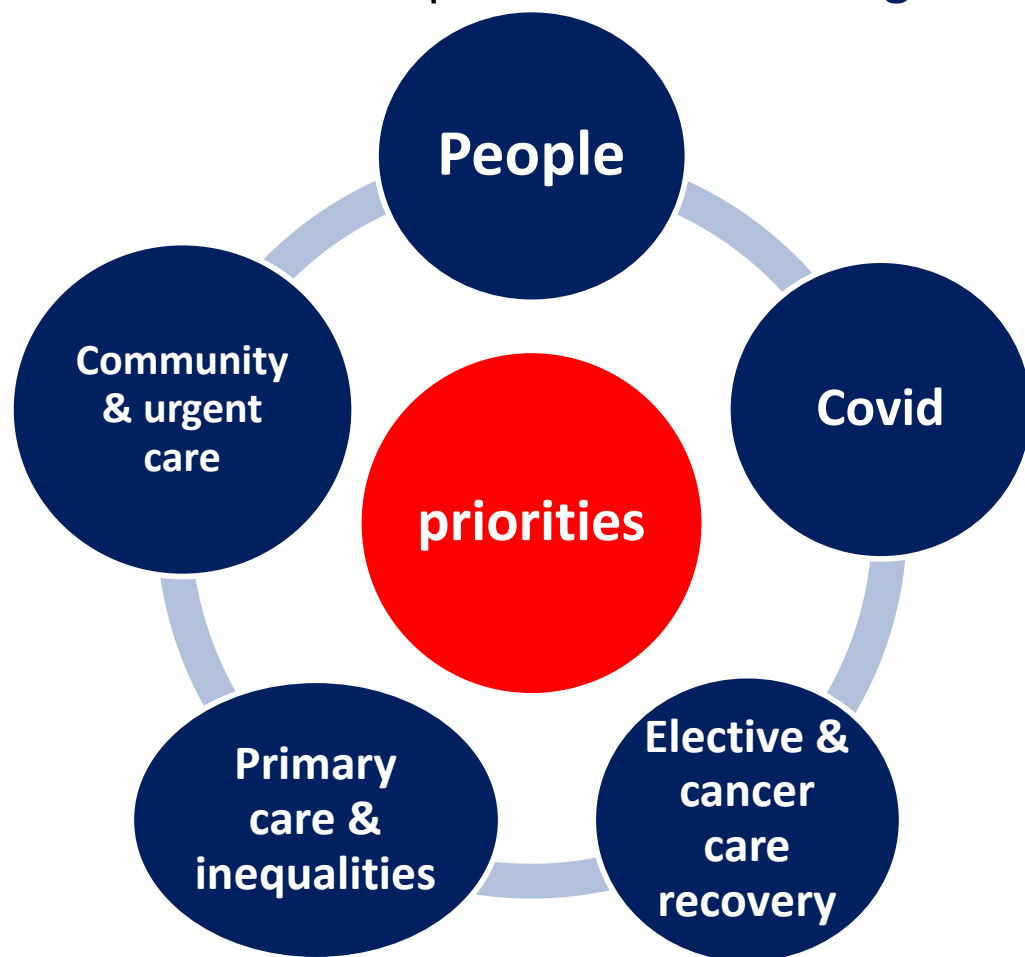 People
Covid
Elective &
cancer
care
recovery
Primary
care &
inequalities
Community
& urgent
care
priorities